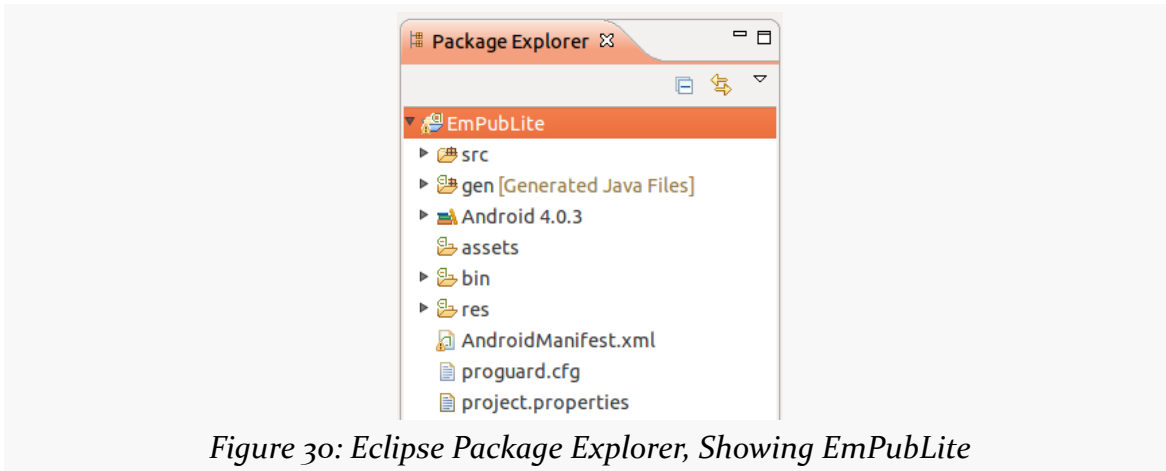 Package Explorer
EmPubLite
src
gen [Generated Java Files]
Android 4.0.3
assets
bin
res
AndroidManifest.xml
proguard.cfg
project.properties
Figure 30: Eclipse Package Explorer, Showing EmPubLite